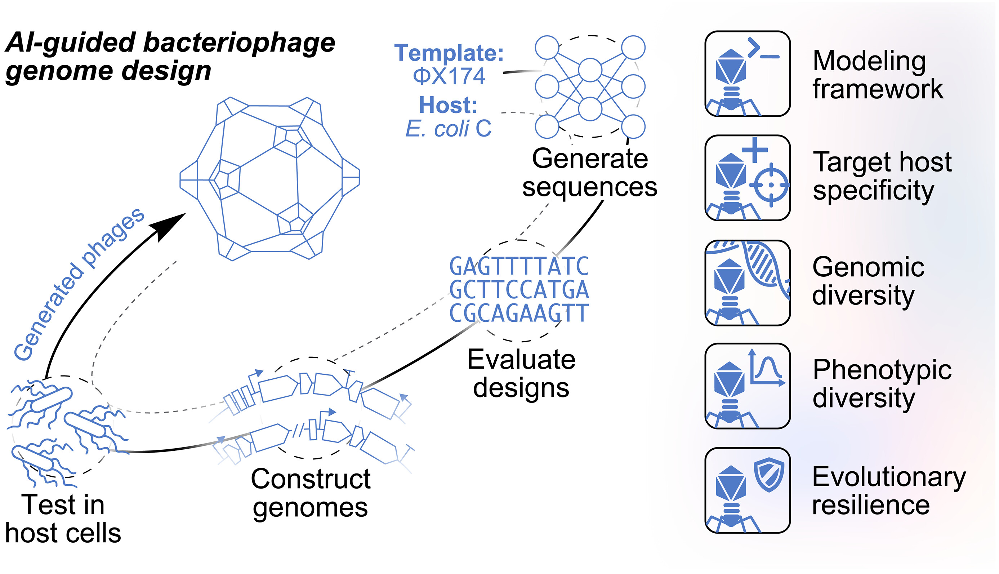 AI-guided bacteriophage
genome design
Template:
ΦX174
Host:
E. coli C
Generate
sequences
GAGTTTTATC
GCTTCCATGA
CGCAGAAGTT
Evaluate
designs
Construct
genomes
Test in
host cells
Generated phages
Modeling
framework
Target host
specificity
Genomic
diversity
Phenotypic
diversity
Evolutionary
resilience